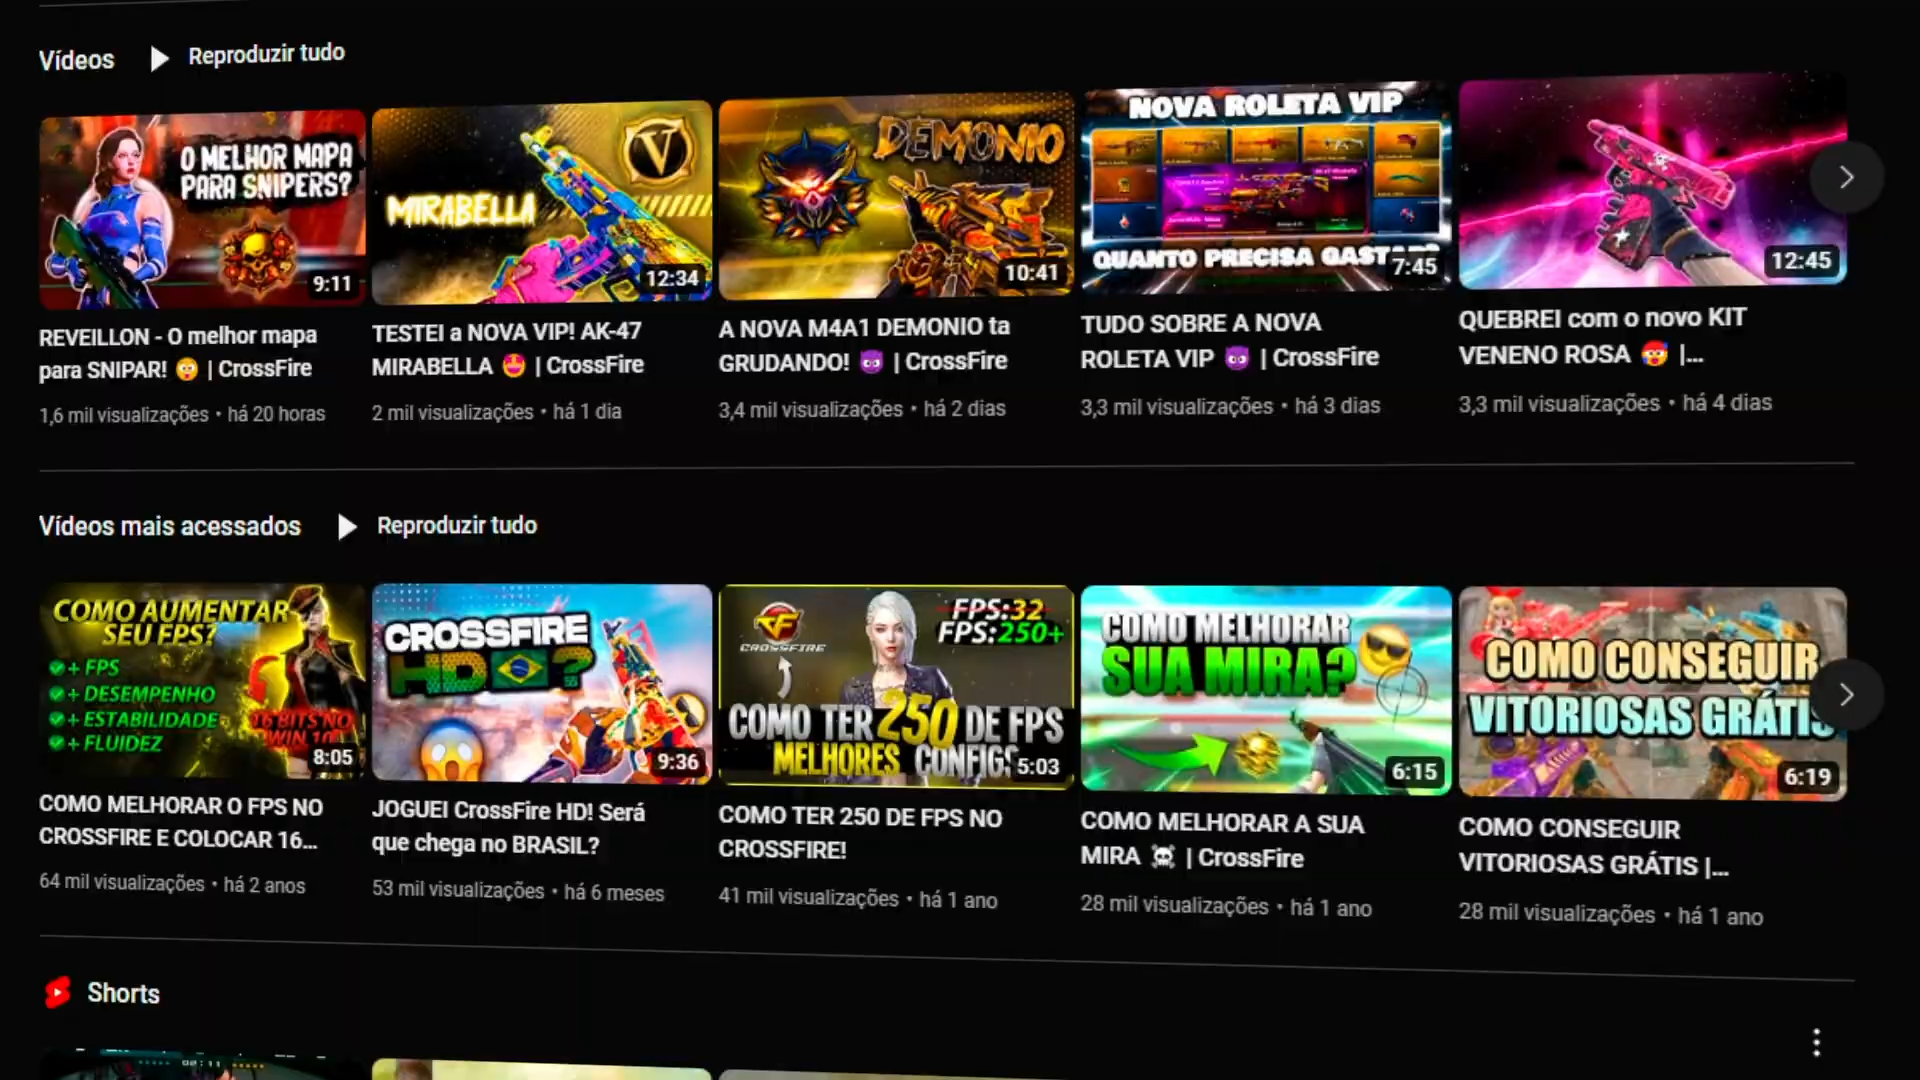 Vídeos
Reproduzir tudo
O MELHOR MAPA
PARA SNIPERS?
9:11
REVEILLON - O melhor mapa
para SNIPAR! 😳 | CrossFire
1,6 mil visualizações • há 20 horas
V
MIRABELLA
12:34
TESTEI a NOVA VIP! AK-47
MIRABELLA 🤩 | CrossFire
2 mil visualizações • há 1 dia
DEMONIO
10:41
A NOVA M4A1 DEMONIO ta
GRUDANDO! 😈 | CrossFire
3,4 mil visualizações • há 2 dias
NOVA ROLETA VIP
QUANTO PRECISA GAST
7:45
TUDO SOBRE A NOVA
ROLETA VIP 😈 | CrossFire
3,3 mil visualizações • há 3 dias
12:45
QUEBREI com o novo KIT
VENENO ROSA 🥳 |...
3,3 mil visualizações • há 4 dias
Vídeos mais acessados
Reproduzir tudo
COMO AUMENTAR
SEU FPS?
+ FPS
+ DESEMPENHO
+ ESTABILIDADE
+ FLUIDEZ
16 BITS NO
WIN 10
8:05
COMO MELHORAR O FPS NO
CROSSFIRE E COLOCAR 16...
64 mil visualizações • há 2 anos
CROSSFIRE
HD ?
9:36
JOGUEI CrossFire HD! Será
que chega no BRASIL?
53 mil visualizações • há 6 meses
CROSSFIRE
FPS:32
FPS:250+
COMO TER 250 DE FPS
MELHORES CONFIGS
5:03
COMO TER 250 DE FPS NO
CROSSFIRE!
41 mil visualizações • há 1 ano
COMO MELHORAR
SUA MIRA?
6:15
COMO MELHORAR A SUA
MIRA ☠️ | CrossFire
28 mil visualizações • há 1 ano
COMO CONSEGUIR
VITORIOSAS GRÁTIS
6:19
COMO CONSEGUIR
VITORIOSAS GRÁTIS |...
28 mil visualizações • há 1 ano
Shorts